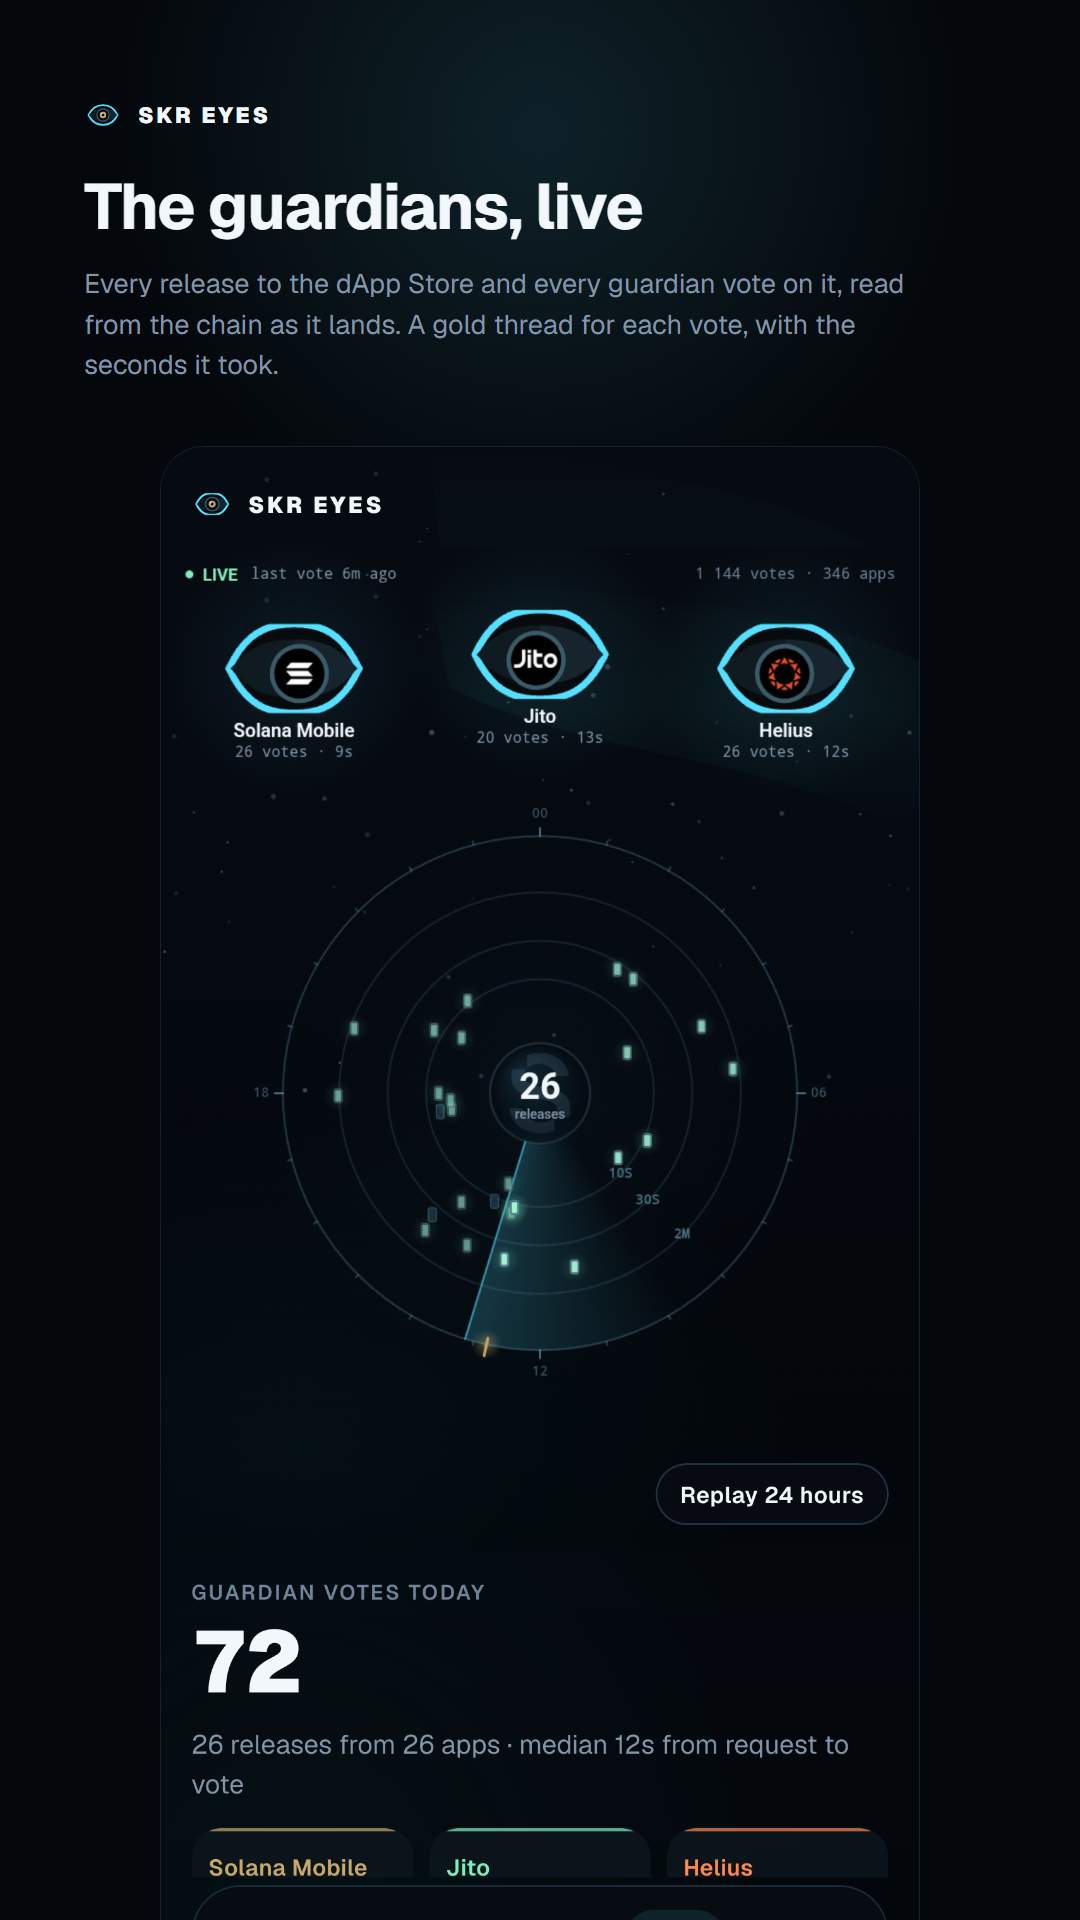 SKR EYES
The guardians, live
Every release to the dApp Store and every guardian vote on it, read
from the chain as it lands. A gold thread for each vote, with the
seconds it took.
SKR EYES
LIVE last vote 6m ago
1 144 votes · 346 apps
Jito
Solana Mobile
26 votes · 9s
Jito
20 votes · 13s
Helius
26 votes · 12s
00
18
06
26
releases
10S
30S
2M
12
Replay 24 hours
GUARDIAN VOTES TODAY
72
26 releases from 26 apps · median 12s from request to
vote
Solana Mobile
Jito
Helius